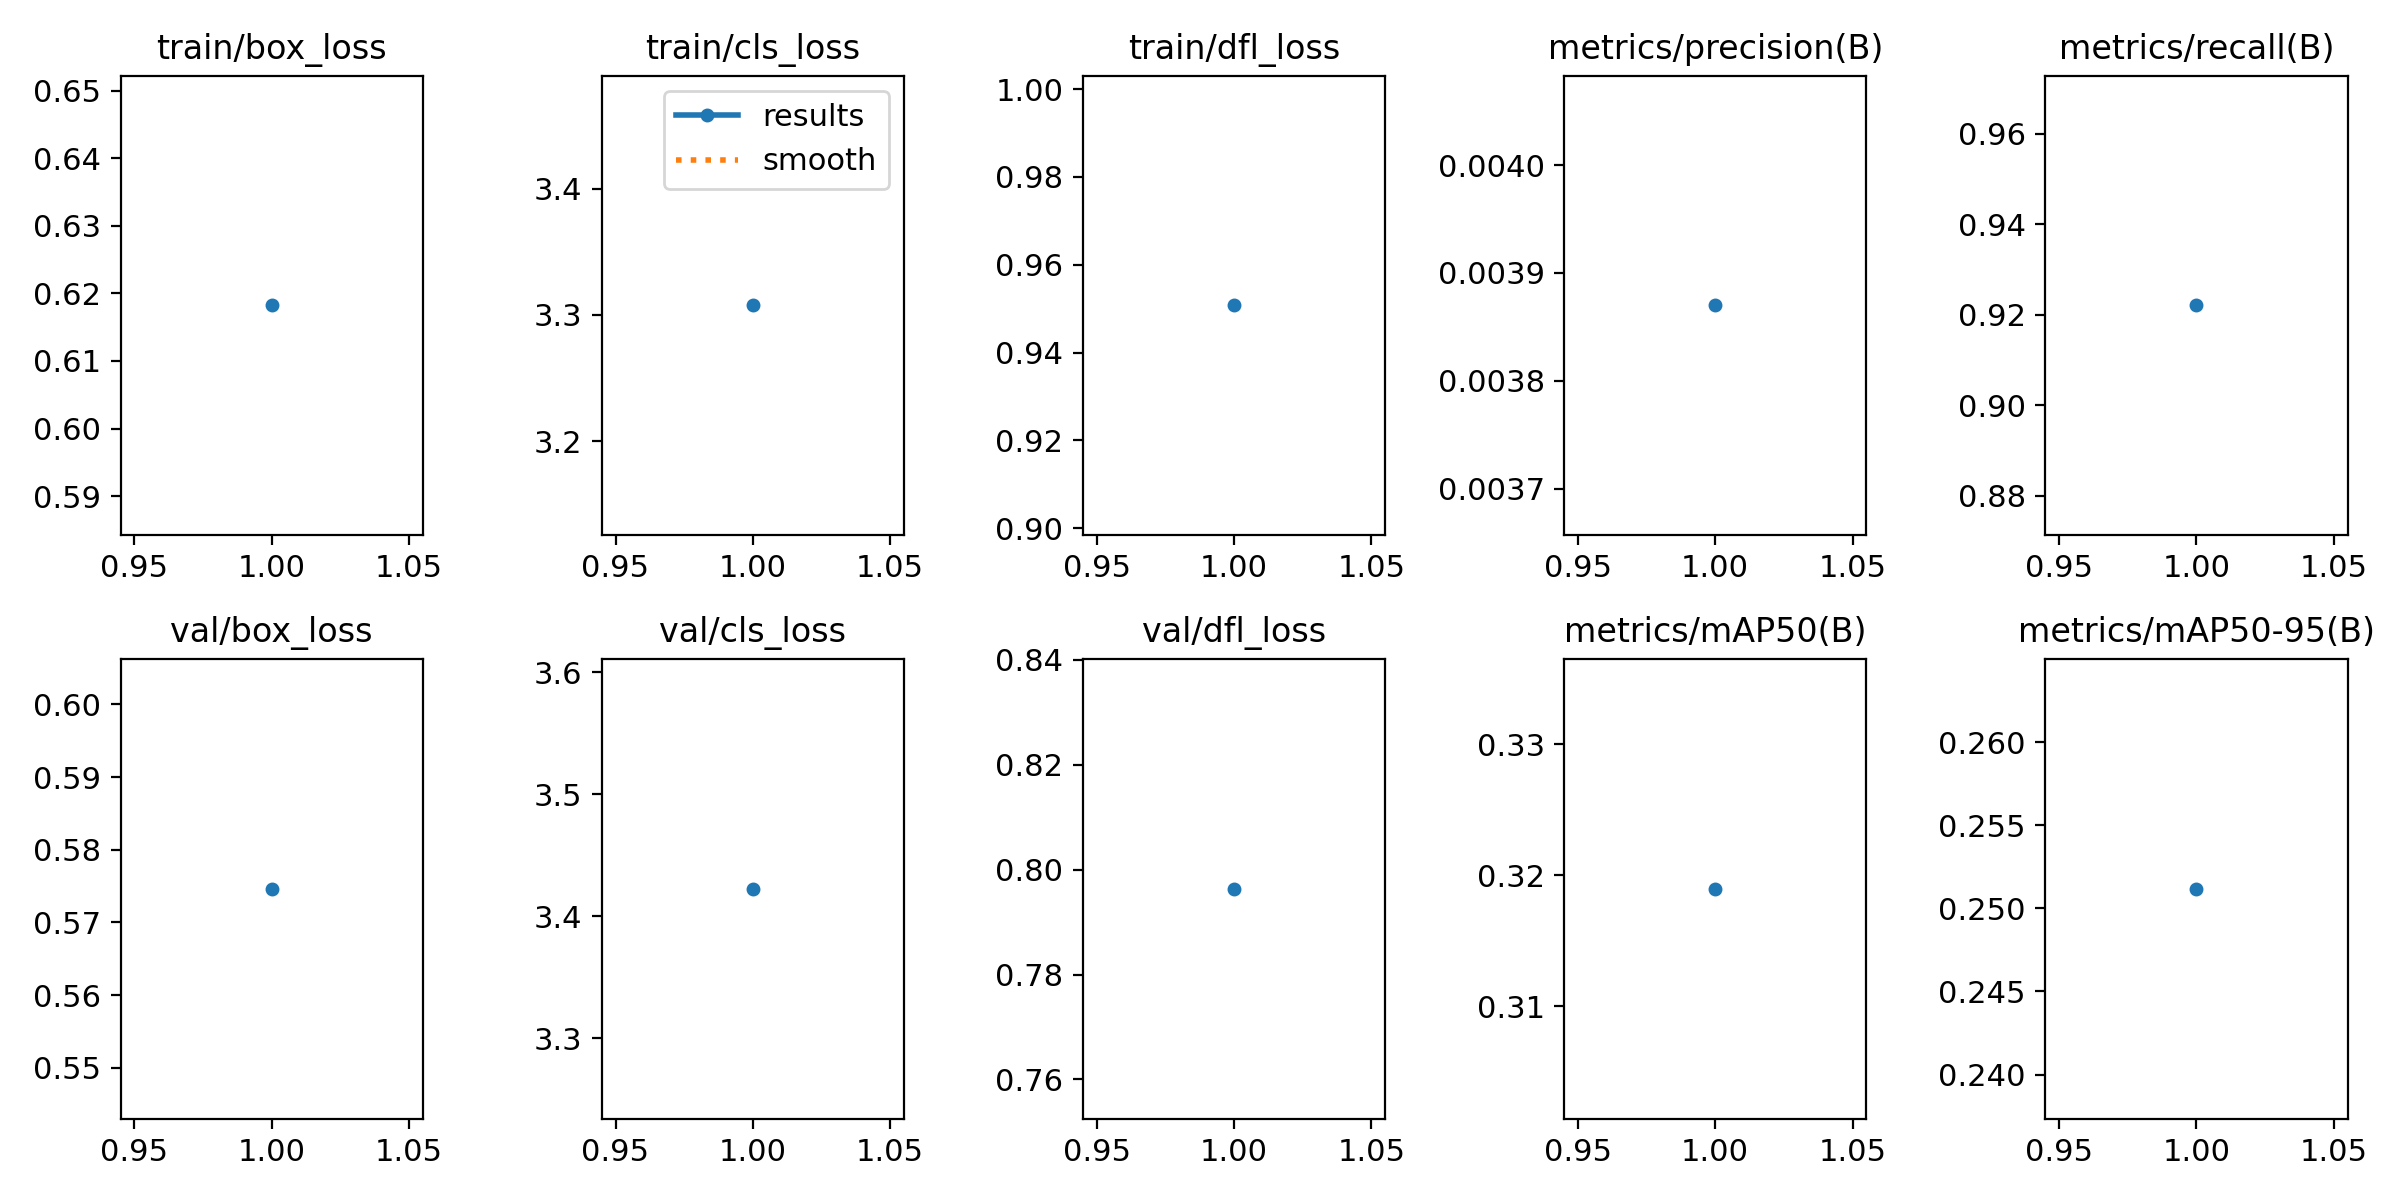 train/box_loss
0.65
0.64
0.63
0.62
0.61
0.60
0.59
0.95 1.00 1.05
train/cls_loss
results
smooth
3.4
3.3
3.2
0.95 1.00 1.05
train/dfl_loss
1.00
0.98
0.96
0.94
0.92
0.90
0.95 1.00 1.05
metrics/precision(B)
0.0040
0.0039
0.0038
0.0037
0.95 1.00 1.05
metrics/recall(B)
0.96
0.94
0.92
0.90
0.88
0.95 1.00 1.05
val/box_loss
0.60
0.59
0.58
0.57
0.56
0.55
0.95 1.00 1.05
val/cls_loss
3.6
3.5
3.4
3.3
0.95 1.00 1.05
val/dfl_loss
0.84
0.82
0.80
0.78
0.76
0.95 1.00 1.05
metrics/mAP50(B)
0.33
0.32
0.31
0.95 1.00 1.05
metrics/mAP50-95(B)
0.260
0.255
0.250
0.245
0.240
0.95 1.00 1.05